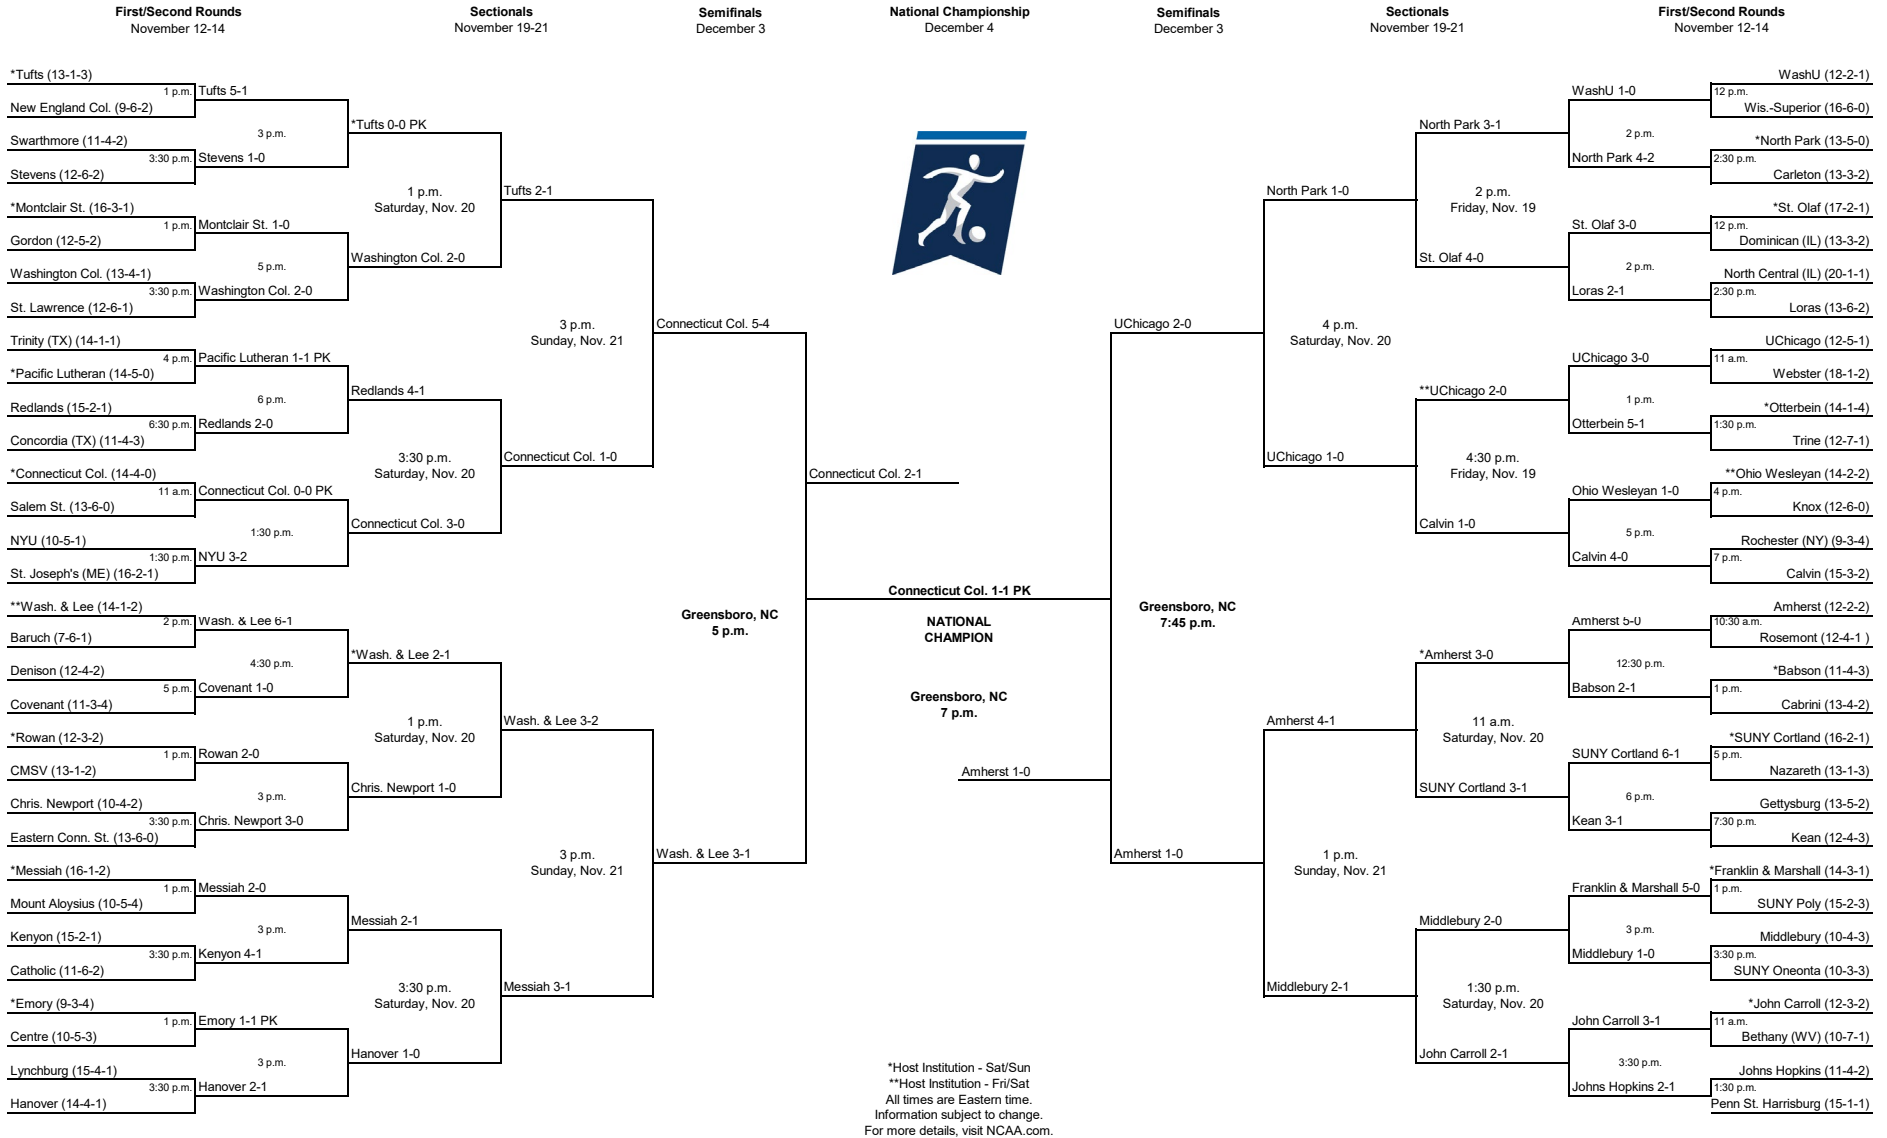 First/Second Rounds
November 12-14
Sectionals
November 19-21
Semifinals
December 3
National Championship
December 4
Semifinals
December 3
Sectionals
November 19-21
First/Second Rounds
November 12-14
*Tufts (13-1-3)
1 p.m.
Tufts 5-1
New England Col. (9-6-2)
3 p.m.
*Tufts 0-0 PK
Swarthmore (11-4-2)
3:30 p.m.
Stevens 1-0
Stevens (12-6-2)
1 p.m.
Saturday, Nov. 20
Tufts 2-1
*Montclair St. (16-3-1)
1 p.m.
Montclair St. 1-0
Gordon (12-5-2)
5 p.m.
Washington Col. 2-0
Washington Col. (13-4-1)
3:30 p.m.
Washington Col. 2-0
St. Lawrence (12-6-1)
3 p.m.
Sunday, Nov. 21
Connecticut Col. 5-4
Trinity (TX) (14-1-1)
4 p.m.
Pacific Lutheran 1-1 PK
*Pacific Lutheran (14-5-0)
6 p.m.
Redlands 4-1
Redlands (15-2-1)
6:30 p.m.
Redlands 2-0
Concordia (TX) (11-4-3)
3:30 p.m.
Saturday, Nov. 20
Connecticut Col. 1-0
*Connecticut Col. (14-4-0)
11 a.m.
Connecticut Col. 0-0 PK
Salem St. (13-6-0)
1:30 p.m.
Connecticut Col. 3-0
NYU (10-5-1)
1:30 p.m.
NYU 3-2
St. Joseph's (ME) (16-2-1)
Connecticut Col. 2-1
Greensboro, NC
5 p.m.
**Wash. & Lee (14-1-2)
2 p.m.
Wash. & Lee 6-1
Baruch (7-6-1)
4:30 p.m.
*Wash. & Lee 2-1
Denison (12-4-2)
5 p.m.
Covenant 1-0
Covenant (11-3-4)
1 p.m.
Saturday, Nov. 20
Wash. & Lee 3-2
*Rowan (12-3-2)
1 p.m.
Rowan 2-0
CMSV (13-1-2)
3 p.m.
Chris. Newport 1-0
Chris. Newport (10-4-2)
3:30 p.m.
Chris. Newport 3-0
Eastern Conn. St. (13-6-0)
3 p.m.
Sunday, Nov. 21
Wash. & Lee 3-1
*Messiah (16-1-2)
1 p.m.
Messiah 2-0
Mount Aloysius (10-5-4)
3 p.m.
Messiah 2-1
Kenyon (15-2-1)
3:30 p.m.
Kenyon 4-1
Catholic (11-6-2)
3:30 p.m.
Saturday, Nov. 20
Messiah 3-1
*Emory (9-3-4)
1 p.m.
Emory 1-1 PK
Centre (10-5-3)
3 p.m.
Hanover 1-0
Lynchburg (15-4-1)
3:30 p.m.
Hanover 2-1
Hanover (14-4-1)
Connecticut Col. 1-1 PK
NATIONAL
CHAMPION
Greensboro, NC
7 p.m.
Amherst 1-0
WashU (12-2-1)
WashU 1-0
12 p.m.
Wis.-Superior (16-6-0)
North Park 3-1
2 p.m.
*North Park (13-5-0)
North Park 4-2
2:30 p.m.
Carleton (13-3-2)
North Park 1-0
2 p.m.
Friday, Nov. 19
*St. Olaf (17-2-1)
St. Olaf 3-0
12 p.m.
Dominican (IL) (13-3-2)
St. Olaf 4-0
2 p.m.
North Central (IL) (20-1-1)
Loras 2-1
2:30 p.m.
Loras (13-6-2)
UChicago 2-0
4 p.m.
Saturday, Nov. 20
UChicago (12-5-1)
UChicago 3-0
11 a.m.
Webster (18-1-2)
**UChicago 2-0
1 p.m.
*Otterbein (14-1-4)
Otterbein 5-1
1:30 p.m.
Trine (12-7-1)
UChicago 1-0
4:30 p.m.
Friday, Nov. 19
**Ohio Wesleyan (14-2-2)
Ohio Wesleyan 1-0
4 p.m.
Knox (12-6-0)
Calvin 1-0
5 p.m.
Rochester (NY) (9-3-4)
Calvin 4-0
7 p.m.
Calvin (15-3-2)
Greensboro, NC
7:45 p.m.
Amherst (12-2-2)
Amherst 5-0
10:30 a.m.
Rosemont (12-4-1 )
*Amherst 3-0
12:30 p.m.
*Babson (11-4-3)
Babson 2-1
1 p.m.
Cabrini (13-4-2)
Amherst 4-1
11 a.m.
Saturday, Nov. 20
*SUNY Cortland (16-2-1)
SUNY Cortland 6-1
5 p.m.
Nazareth (13-1-3)
SUNY Cortland 3-1
6 p.m.
Gettysburg (13-5-2)
Kean 3-1
7:30 p.m.
Kean (12-4-3)
Amherst 1-0
1 p.m.
Sunday, Nov. 21
*Franklin & Marshall (14-3-1)
Franklin & Marshall 5-0
1 p.m.
SUNY Poly (15-2-3)
Middlebury 2-0
3 p.m.
Middlebury (10-4-3)
Middlebury 1-0
3:30 p.m.
SUNY Oneonta (10-3-3)
Middlebury 2-1
1:30 p.m.
Saturday, Nov. 20
*John Carroll (12-3-2)
John Carroll 3-1
11 a.m.
Bethany (WV) (10-7-1)
John Carroll 2-1
3:30 p.m.
Johns Hopkins (11-4-2)
Johns Hopkins 2-1
1:30 p.m.
Penn St. Harrisburg (15-1-1)
*Host Institution - Sat/Sun
**Host Institution - Fri/Sat
All times are Eastern time.
Information subject to change.
For more details, visit NCAA.com.